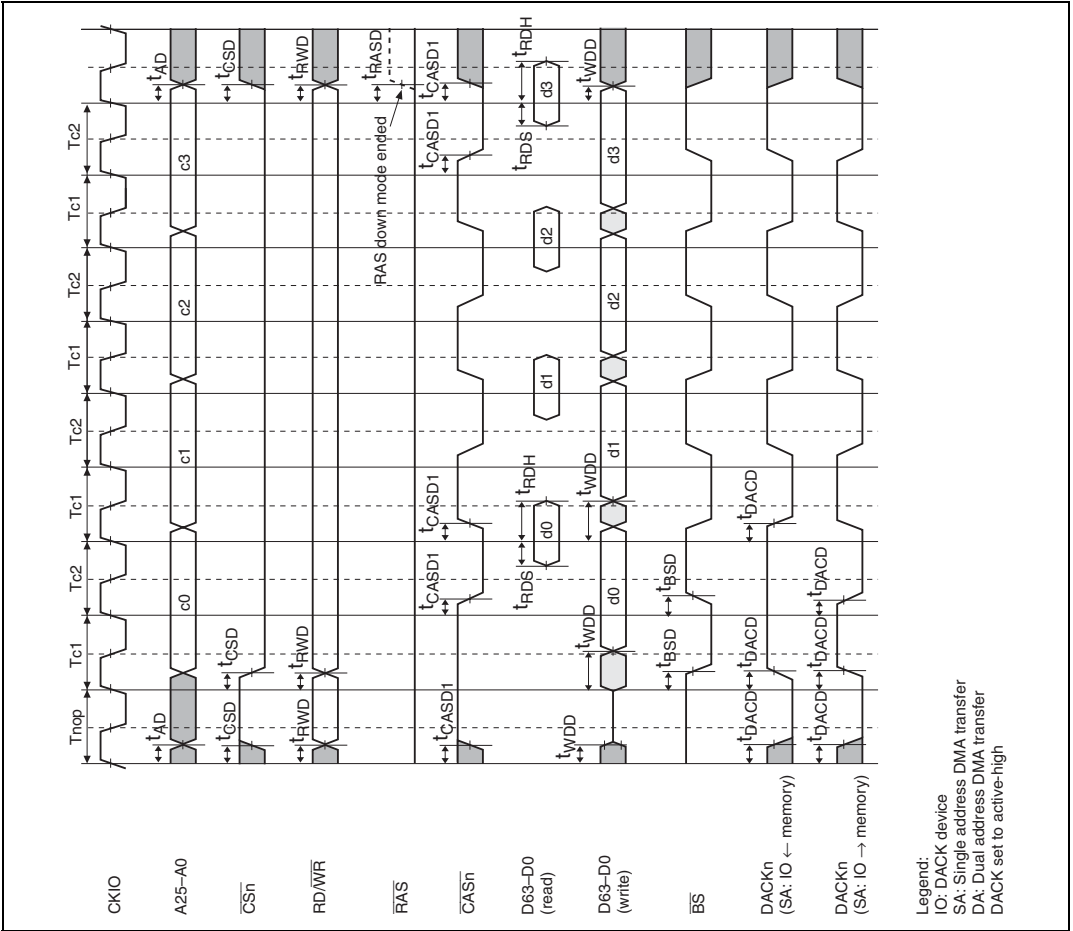 Tnop Tc1 Tc2 Tc1 Tc2 Tc1 Tc2 Tc1 Tc2
CKIO
tAD tAD
A25–A0 c0 c1 c2 c3
tCSD tCSD tCSD
CSn
tRWD tRWD tRWD
RD/WR
tRASD
RAS
RAS down mode ended
tCASD1 tCASD1 tCASD1 tCASD1 tCASD1
CASn
D63–D0
(read)
d0 d1 d2 d3
tRDS tRDH tRDS tRDH
tWDD tWDD tWDD tWDD
D63–D0
(write)
d0 d1 d2 d3
tBSD tBSD
BS
tDACD tDACD tDACD
DACKn
(SA: IO ← memory)
tDACD tDACD tDACD
DACKn
(SA: IO → memory)
Legend:
IO: DACK device
SA: Single address DMA transfer
DA: Dual address DMA transfer
DACK set to active-high